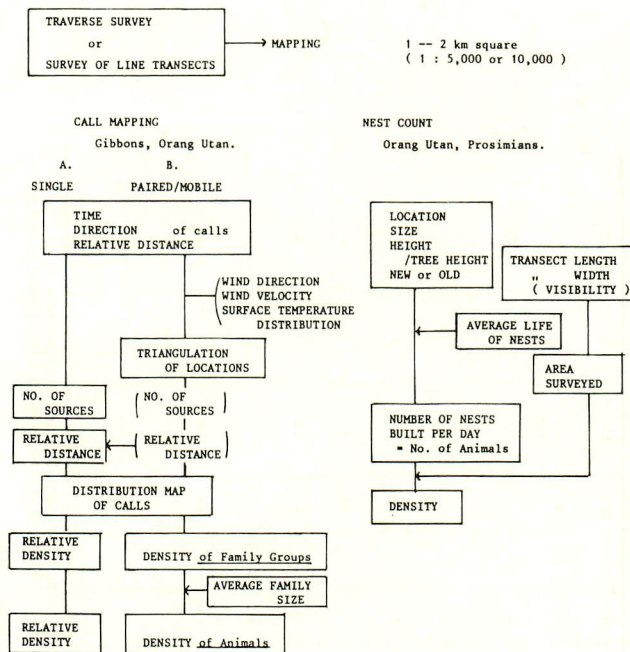 TRAVERSE SURVEY
or
SURVEY OF LINE TRANSECTS
MAPPING
1 -- 2 km square
( 1 : 5,000 or 10,000 )
CALL MAPPING
Gibbons, Orang Utan.
A. B.
SINGLE PAIRED/MOBILE
TIME
DIRECTION of calls
RELATIVE DISTANCE
WIND DIRECTION
WIND VELOCITY
SURFACE TEMPERATURE
DISTRIBUTION
TRIANGULATION
OF LOCATIONS
NO. OF
SOURCES
( NO. OF
SOURCES )
RELATIVE
DISTANCE
( RELATIVE
DISTANCE )
DISTRIBUTION MAP
OF CALLS
RELATIVE
DENSITY
DENSITY of Family Groups
AVERAGE FAMILY
SIZE
RELATIVE
DENSITY
DENSITY of Animals
NEST COUNT
Orang Utan, Prosimians.
LOCATION
SIZE
HEIGHT
/TREE HEIGHT
NEW or OLD
TRANSECT LENGTH
" WIDTH
( VISIBILITY )
AVERAGE LIFE
OF NESTS
AREA
SURVEYED
NUMBER OF NESTS
BUILT PER DAY
= No. of Animals
DENSITY